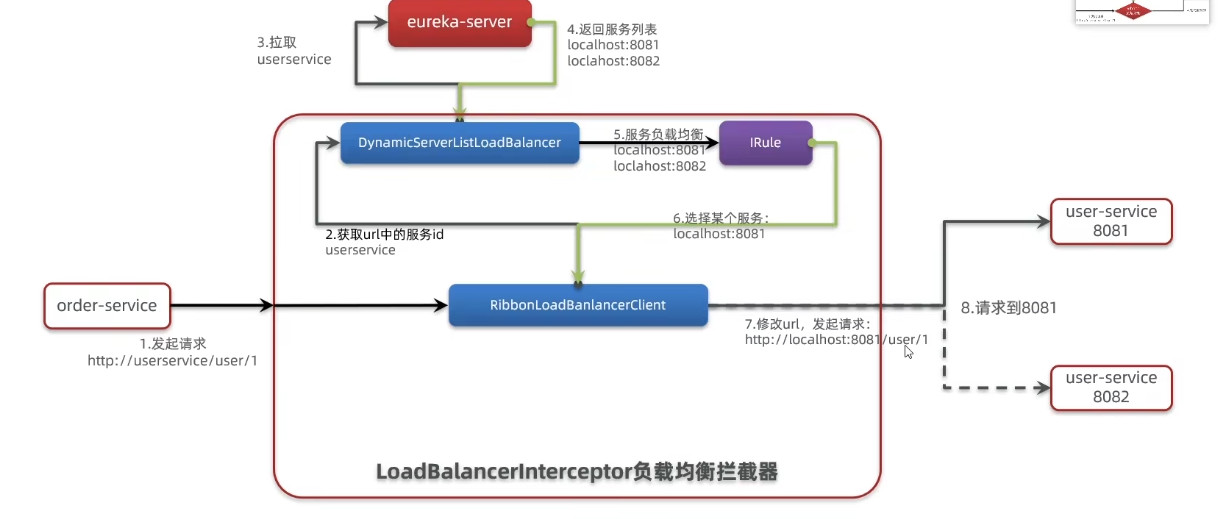 eureka-server
3.拉取
userservice
4.返回服务列表
localhost:8081
loclahost:8082
DynamicServerListLoadBalancer
5.服务负载均衡
localhost:8081
loclahost:8082
IRule
2.获取url中的服务id
userservice
6.选择某个服务：
localhost:8081
order-service
1.发起请求
http://userservice/user/1
RibbonLoadBanlancerClient
7.修改url，发起请求：
http://localhost:8081/user/1
user-service
8081
8.请求到8081
user-service
8082
LoadBalancerInterceptor负载均衡拦截器